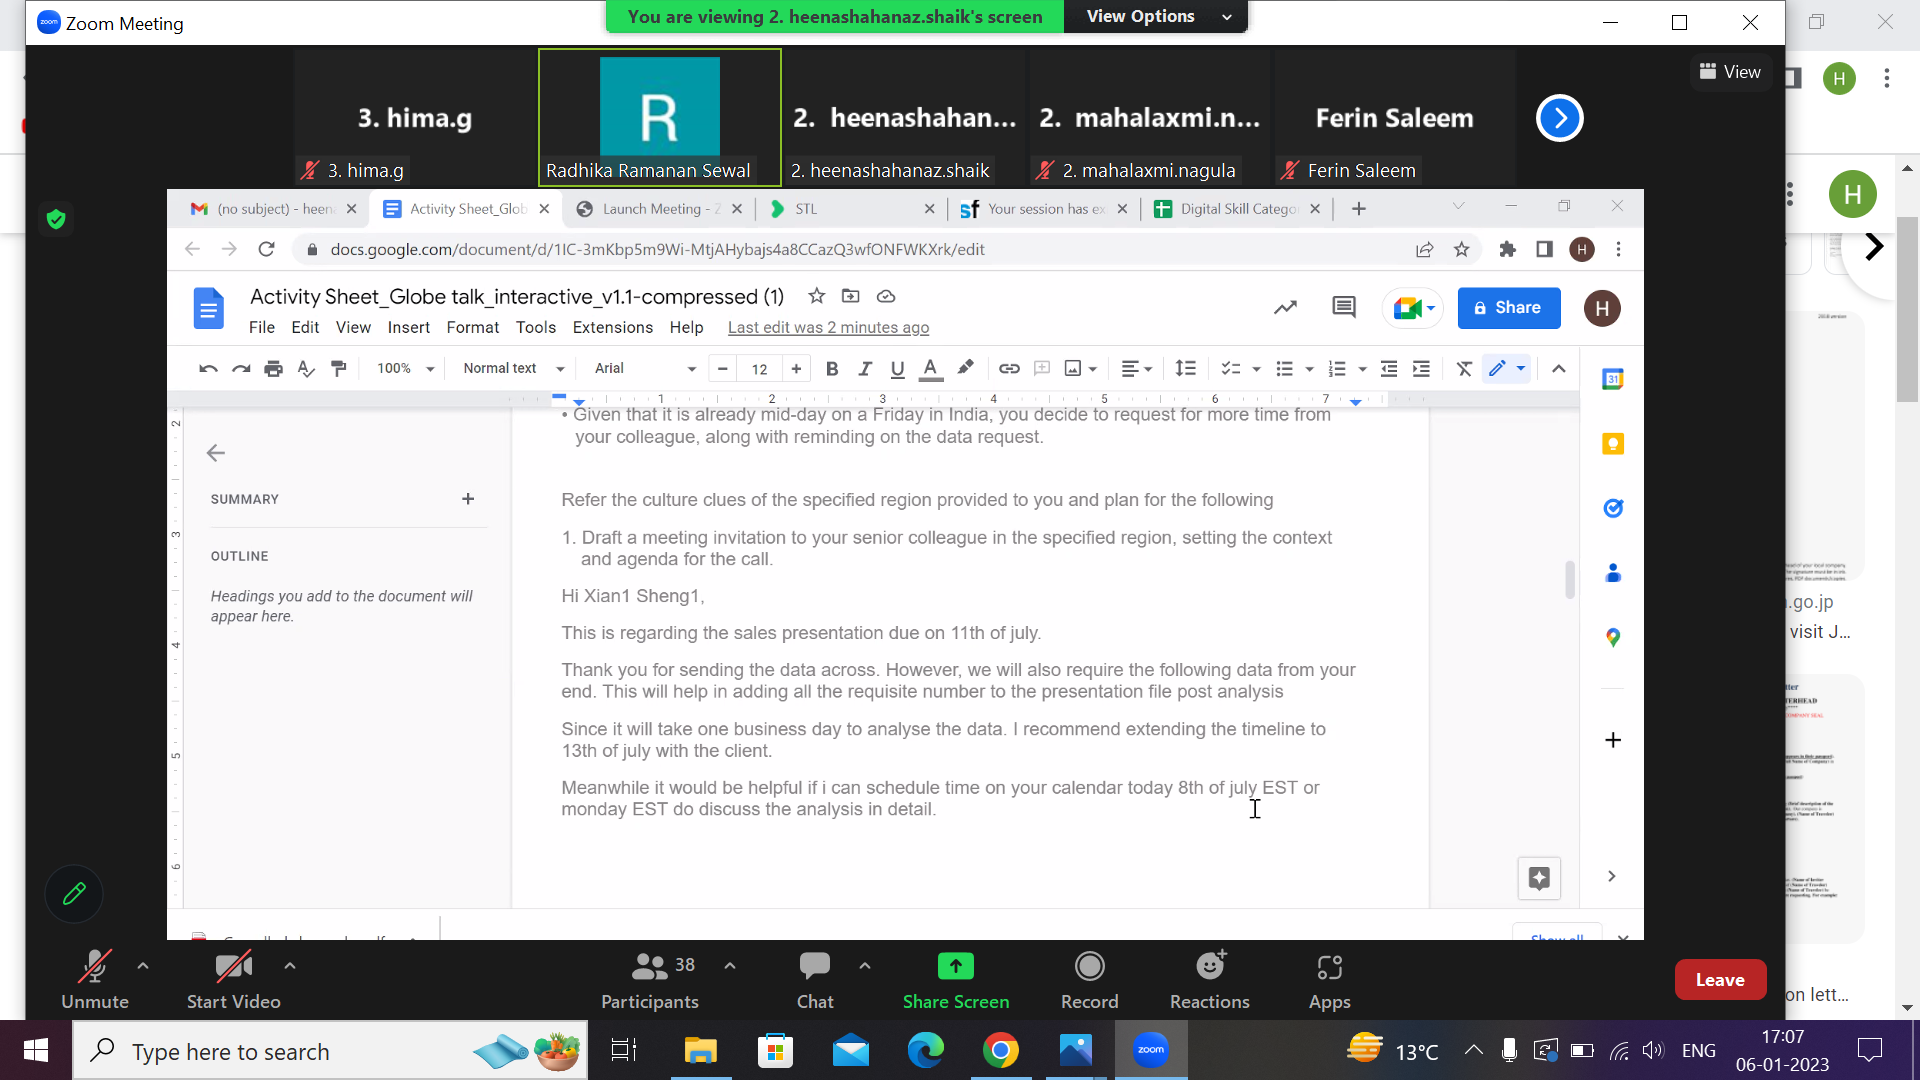 Zoom Meeting
You are viewing 2. heenashahanaz.shaik's screen
View Options
View
3. hima.g
R
2. heenashahan...
2. mahalaxmi.n...
Ferin Saleem
3. hima.g
Radhika Ramanan Sewal
2. heenashahanaz.shaik
2. mahalaxmi.nagula
Ferin Saleem
(no subject) - heen
Activity Sheet_Glob
Launch Meeting - Z
STL
Your session has ex
Digital Skill Catego
docs.google.com/document/d/1IC-3mKbp5m9Wi-MtjAHybajs4a8CCazQ3wfONFWKXrk/edit
H
Activity Sheet_Globe talk_interactive_v1.1-compressed (1)
Share
H
File Edit View Insert Format Tools Extensions Help Last edit was 2 minutes ago
100% Normal text Arial 12 B I U A
31
1 2 3 4 5 6 7
• Given that it is already mid-day on a Friday in India, you decide to request for more time from
your colleague, along with reminding on the data request.
SUMMARY
OUTLINE
Headings you add to the document will
appear here.
Refer the culture clues of the specified region provided to you and plan for the following
1. Draft a meeting invitation to your senior colleague in the specified region, setting the context
and agenda for the call.
Hi Xian1 Sheng1,
This is regarding the sales presentation due on 11th of july.
Thank you for sending the data across. However, we will also require the following data from your
end. This will help in adding all the requisite number to the presentation file post analysis
Since it will take one business day to analyse the data. I recommend extending the timeline to
13th of july with the client.
Meanwhile it would be helpful if i can schedule time on your calendar today 8th of july EST or
monday EST do discuss the analysis in detail.
2
3
4
5
6
H
H
.go.jp
visit J...
on lett...
Unmute
Start Video
38
Participants
Chat
Share Screen
Record
Reactions
Apps
Leave
Type here to search
zoom
13°C
ENG
17:07
06-01-2023